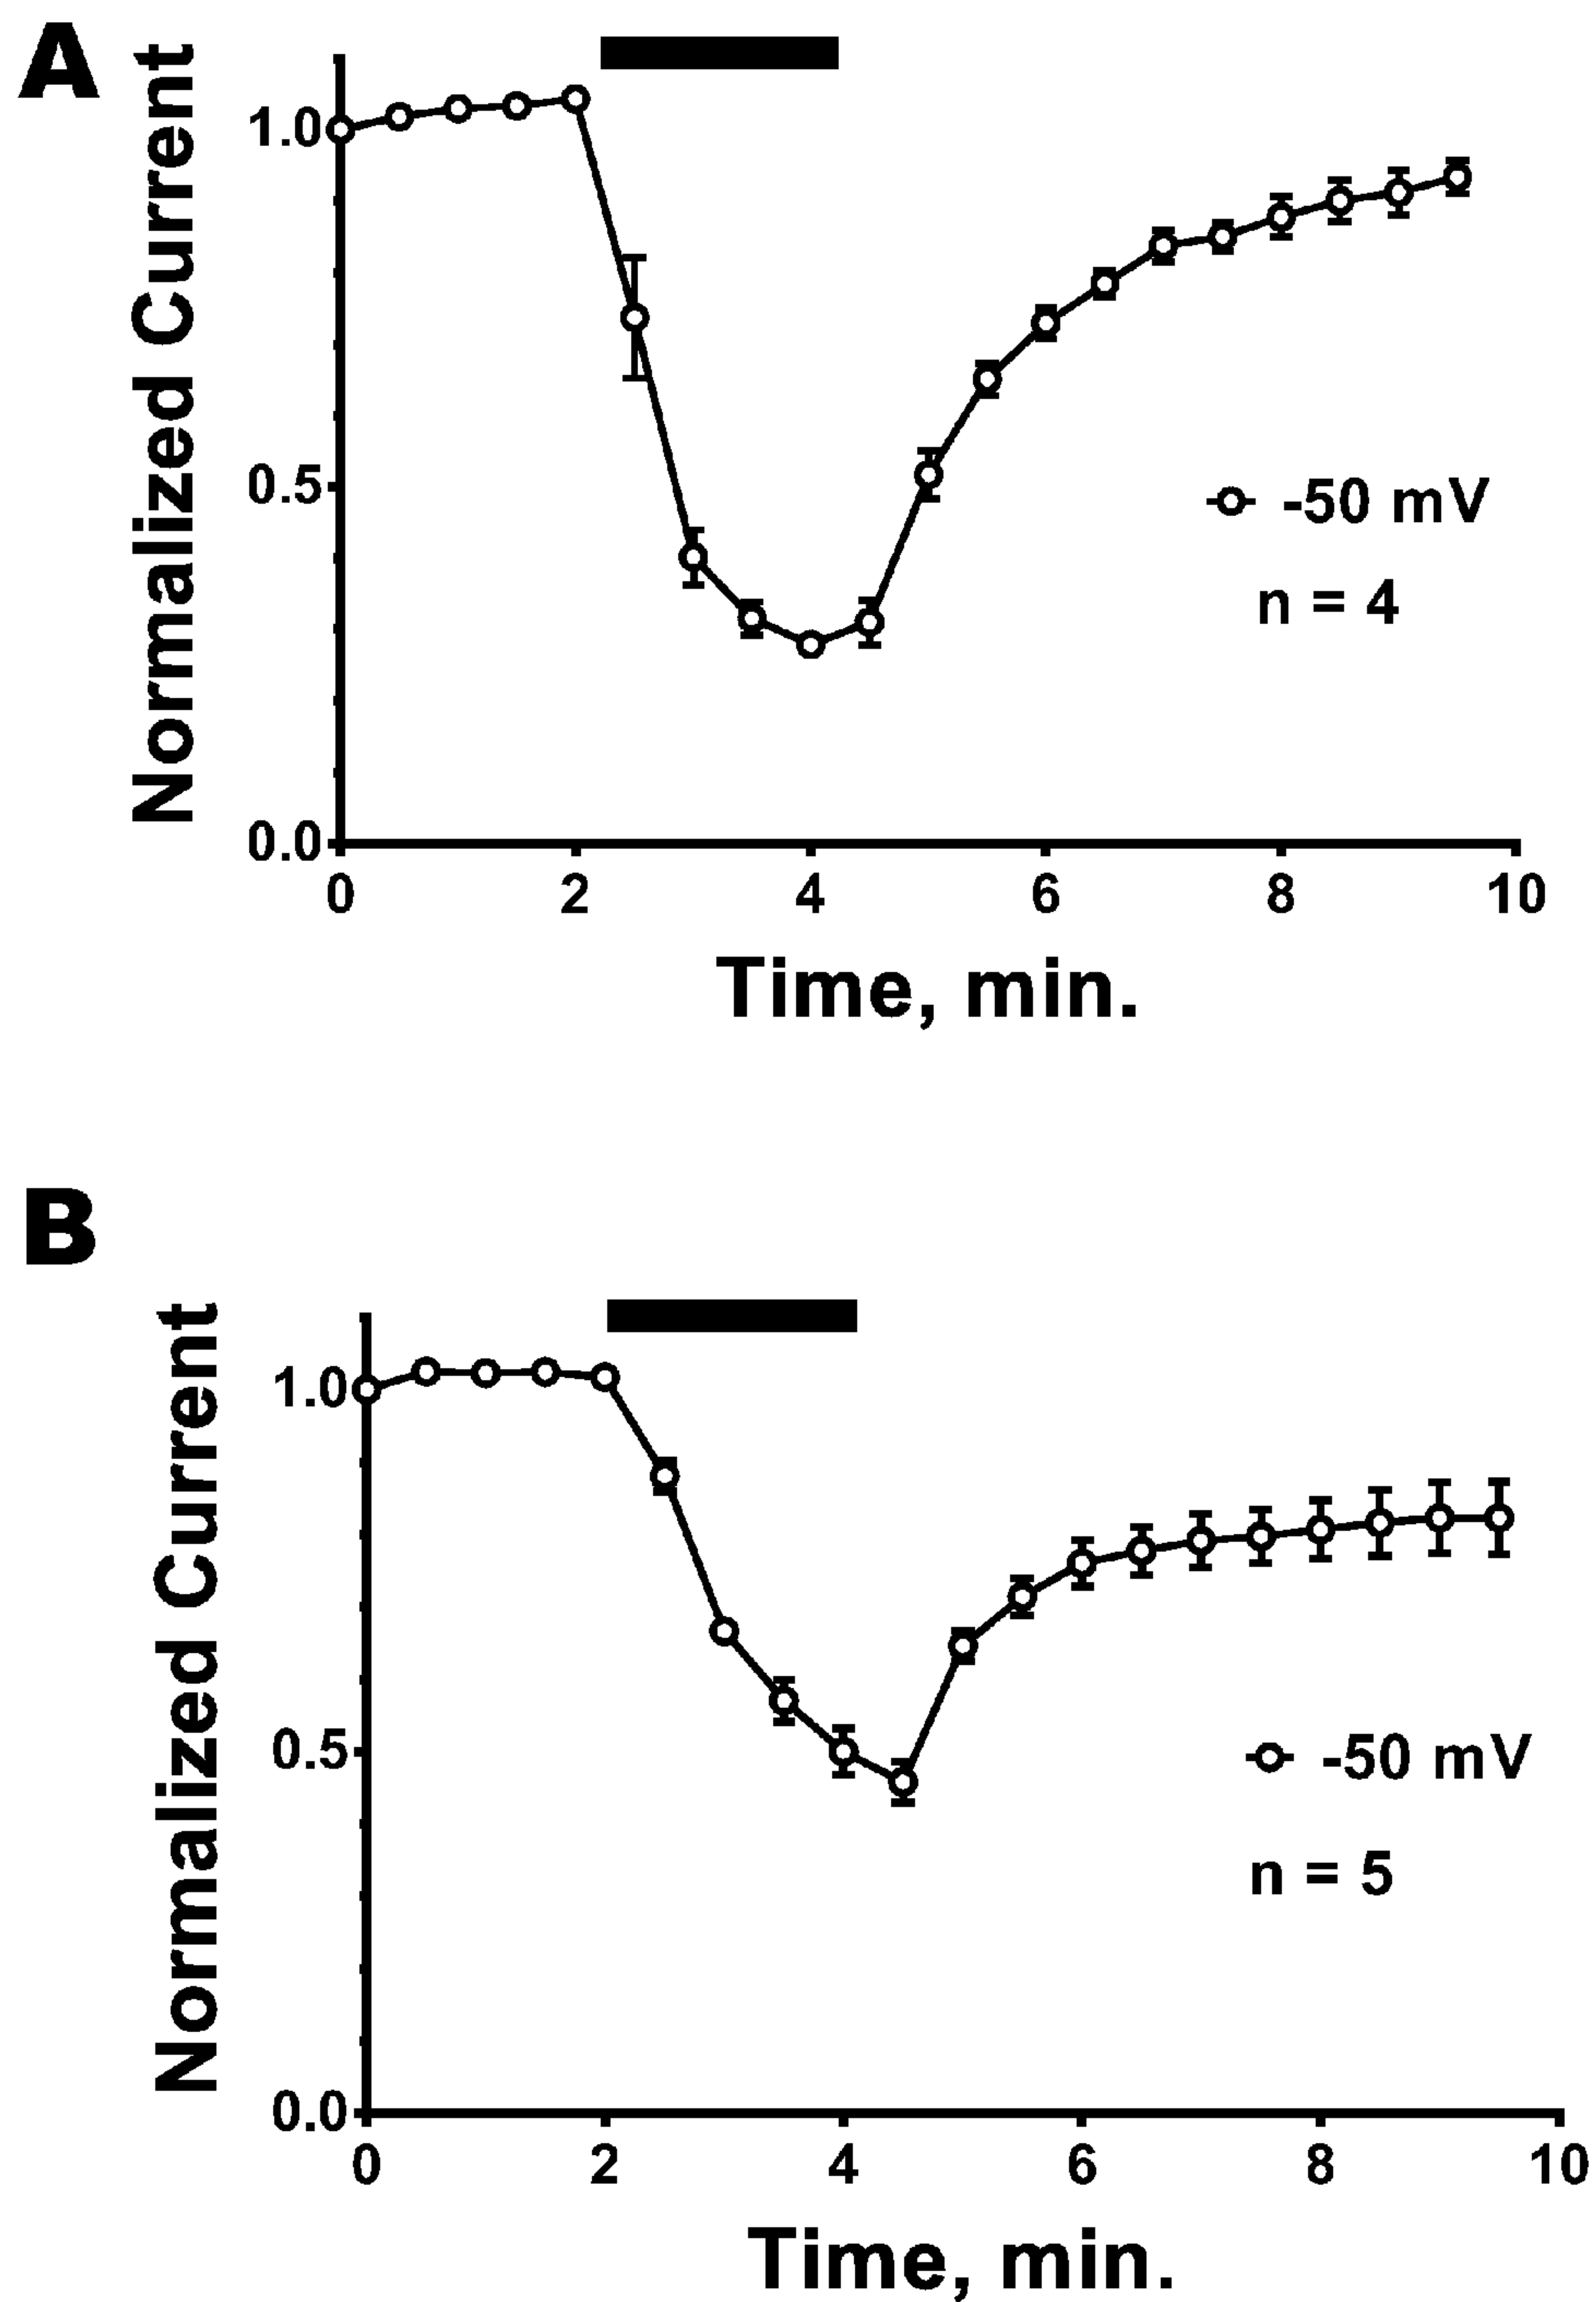 A
Normalized Current
1.0
0.5
0.0
-50 mV
n = 4
0 2 4 6 8 10
Time, min.
B
Normalized Current
1.0
0.5
0.0
-50 mV
n = 5
0 2 4 6 8 10
Time, min.